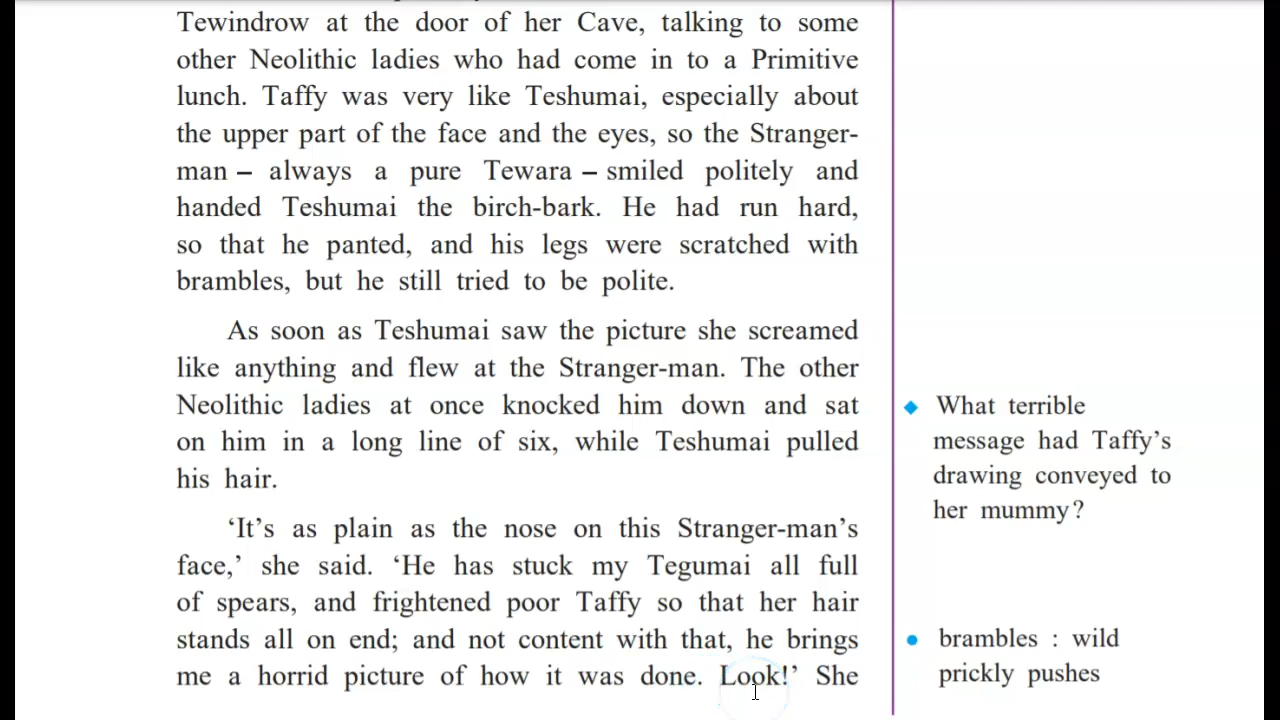 Tewindrow at the door of her Cave, talking to some
other Neolithic ladies who had come in to a Primitive
lunch. Taffy was very like Teshumai, especially about
the upper part of the face and the eyes, so the Stranger-
man – always a pure Tewara – smiled politely and
handed Teshumai the birch-bark. He had run hard,
so that he panted, and his legs were scratched with
brambles, but he still tried to be polite.
As soon as Teshumai saw the picture she screamed
like anything and flew at the Stranger-man. The other
Neolithic ladies at once knocked him down and sat
on him in a long line of six, while Teshumai pulled
his hair.
‘It’s as plain as the nose on this Stranger-man’s
face,’ she said. ‘He has stuck my Tegumai all full
of spears, and frightened poor Taffy so that her hair
stands all on end; and not content with that, he brings
me a horrid picture of how it was done. Look!’ She
◆ What terrible
message had Taffy’s
drawing conveyed to
her mummy?
● brambles : wild
prickly pushes